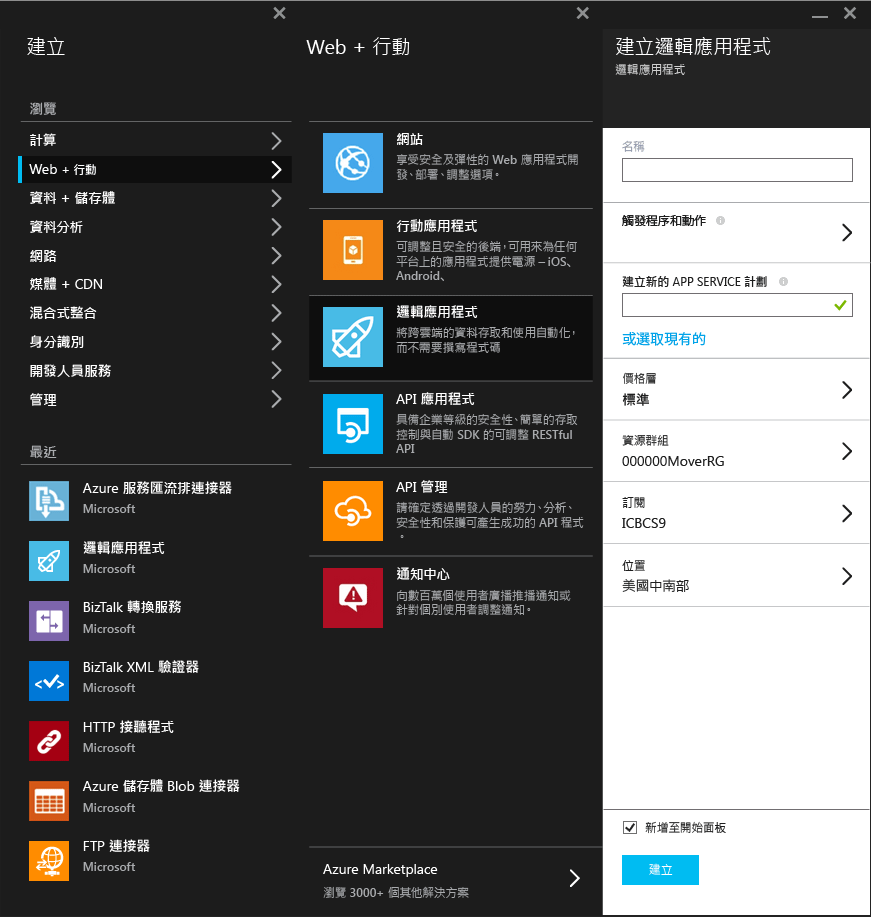 建立
瀏覽
計算
Web + 行動
資料 + 儲存體
資料分析
網路
媒體 + CDN
混合式整合
身分識別
開發人員服務
管理
最近
Azure 服務匯流排連接器
Microsoft
邏輯應用程式
Microsoft
BizTalk 轉換服務
Microsoft
BizTalk XML 驗證器
Microsoft
HTTP 接聽程式
Microsoft
Azure 儲存體 Blob 連接器
Microsoft
FTP 連接器
Microsoft
Web + 行動
網站
享受安全及彈性的 Web 應用程式開
發、部署、調整選項。
行動應用程式
可調整且安全的後端，可用來為任何
平台上的應用程式提供電源 – iOS、
Android、
邏輯應用程式
將跨雲端的資料存取和使用自動化，
而不需要撰寫程式碼
API 應用程式
具備企業等級的安全性、簡單的存取
控制與自動 SDK 的可調整 RESTful
API
API 管理
請確定透過開發人員的努力、分析、
安全性和保護可產生成功的 API 程式
。
通知中心
向數百萬個使用者廣播推播通知或
針對個別使用者調整通知。
Azure Marketplace
瀏覽 3000+ 個其他解決方案
建立邏輯應用程式
邏輯應用程式
名稱
觸發程序和動作
建立新的 APP SERVICE 計劃
或選取現有的
價格層
標準
資源群組
000000MoverRG
訂閱
ICBCS9
位置
美國中南部
新增至開始面板
建立